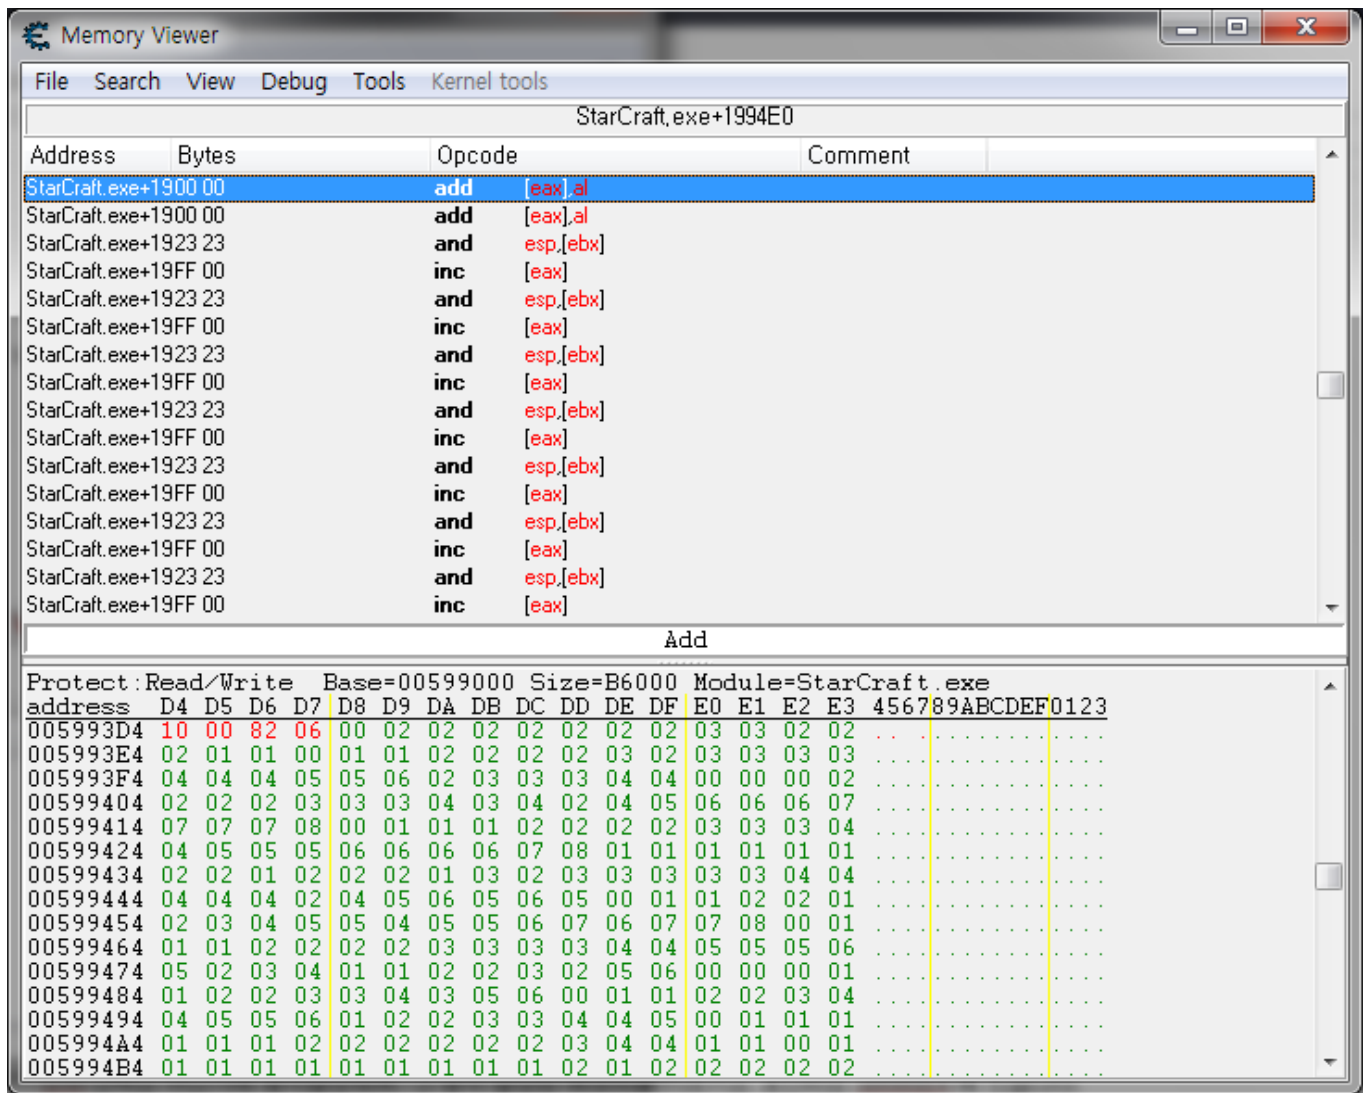 Memory Viewer
File Search View Debug Tools Kernel tools
StarCraft.exe+1994E0
Address Bytes Opcode Comment
StarCraft.exe+1900 00 add [eax],al
StarCraft.exe+1900 00 add [eax],al
StarCraft.exe+1923 23 and esp,[ebx]
StarCraft.exe+19FF 00 inc [eax]
StarCraft.exe+1923 23 and esp,[ebx]
StarCraft.exe+19FF 00 inc [eax]
StarCraft.exe+1923 23 and esp,[ebx]
StarCraft.exe+19FF 00 inc [eax]
StarCraft.exe+1923 23 and esp,[ebx]
StarCraft.exe+19FF 00 inc [eax]
StarCraft.exe+1923 23 and esp,[ebx]
StarCraft.exe+19FF 00 inc [eax]
StarCraft.exe+1923 23 and esp,[ebx]
StarCraft.exe+19FF 00 inc [eax]
StarCraft.exe+1923 23 and esp,[ebx]
StarCraft.exe+19FF 00 inc [eax]
Add
Protect:Read/Write Base=00599000 Size=B6000 Module=StarCraft.exe
address D4 D5 D6 D7 D8 D9 DA DB DC DD DE DF E0 E1 E2 E3 456789ABCDEF0123
005993D4 10 00 82 06 00 02 02 02 02 02 02 02 03 03 02 02 .. .............
005993E4 02 01 01 00 01 01 02 02 02 02 03 02 03 03 03 03 ................
005993F4 04 04 04 05 05 06 02 03 03 03 04 04 00 00 00 02 ................
00599404 02 02 02 03 03 03 04 03 04 02 04 05 06 06 06 07 ................
00599414 07 07 07 08 00 01 01 01 02 02 02 02 03 03 03 04 ................
00599424 04 05 05 05 06 06 06 06 07 08 01 01 01 01 01 01 ................
00599434 02 02 01 02 02 02 01 03 02 03 03 03 03 03 04 04 ................
00599444 04 04 04 02 04 05 06 05 06 05 00 01 01 02 02 01 ................
00599454 02 03 04 05 05 04 05 05 06 07 06 07 07 08 00 01 ................
00599464 01 01 02 02 02 02 03 03 03 03 04 04 05 05 05 06 ................
00599474 05 02 03 04 01 01 02 02 03 02 05 06 00 00 00 01 ................
00599484 01 02 02 03 03 04 03 05 06 00 01 01 02 02 03 04 ................
00599494 04 05 05 06 01 02 02 03 03 04 04 05 00 01 01 01 ................
005994A4 01 01 01 02 02 02 02 02 02 03 04 04 01 01 00 01 ................
005994B4 01 01 01 01 01 01 01 01 01 02 01 02 02 02 02 02 ................